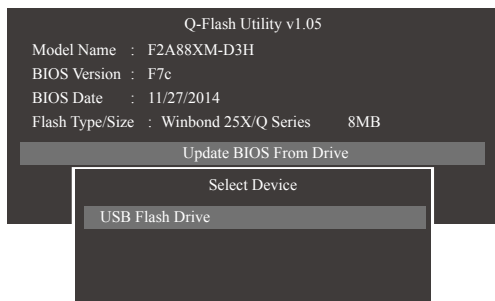 Q-Flash Utility v1.05
Model Name : F2A88XM-D3H
BIOS Version : F7c
BIOS Date : 11/27/2014
Flash Type/Size : Winbond 25X/Q Series 8MB
Update BIOS From Drive
Select Device
USB Flash Drive